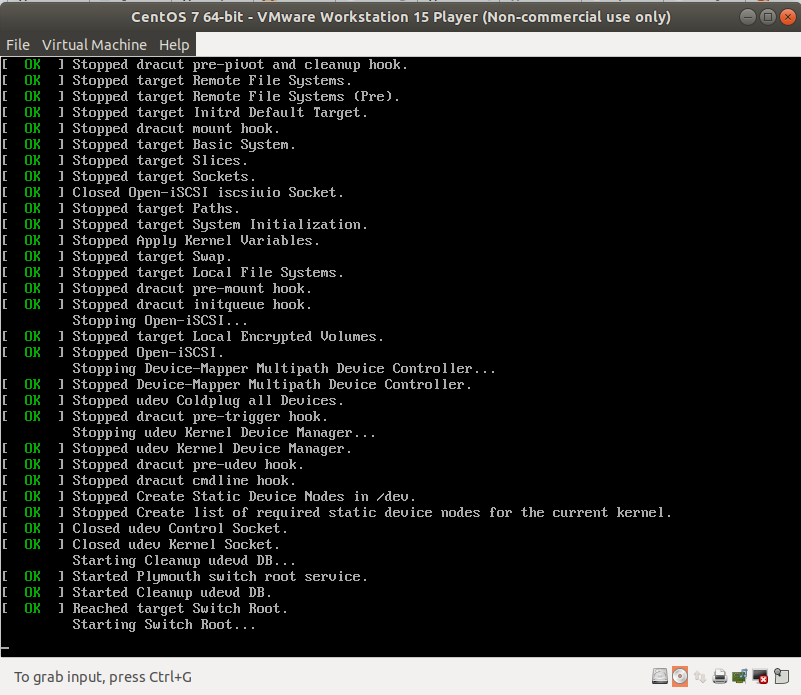 CentOS 7 64-bit - VMware Workstation 15 Player (Non-commercial use only)
File Virtual Machine Help
[ OK ] Stopped dracut pre-pivot and cleanup hook.
[ OK ] Stopped target Remote File Systems.
[ OK ] Stopped target Remote File Systems (Pre).
[ OK ] Stopped target Initrd Default Target.
[ OK ] Stopped dracut mount hook.
[ OK ] Stopped target Basic System.
[ OK ] Stopped target Slices.
[ OK ] Stopped target Sockets.
[ OK ] Closed Open-iSCSI iscsiuio Socket.
[ OK ] Stopped target Paths.
[ OK ] Stopped target System Initialization.
[ OK ] Stopped Apply Kernel Variables.
[ OK ] Stopped target Swap.
[ OK ] Stopped target Local File Systems.
[ OK ] Stopped dracut pre-mount hook.
[ OK ] Stopped dracut initqueue hook.
Stopping Open-iSCSI...
[ OK ] Stopped target Local Encrypted Volumes.
[ OK ] Stopped Open-iSCSI.
Stopping Device-Mapper Multipath Device Controller...
[ OK ] Stopped Device-Mapper Multipath Device Controller.
[ OK ] Stopped udev Coldplug all Devices.
[ OK ] Stopped dracut pre-trigger hook.
Stopping udev Kernel Device Manager...
[ OK ] Stopped udev Kernel Device Manager.
[ OK ] Stopped dracut pre-udev hook.
[ OK ] Stopped dracut cmdline hook.
[ OK ] Stopped Create Static Device Nodes in /dev.
[ OK ] Stopped Create list of required static device nodes for the current kernel.
[ OK ] Closed udev Control Socket.
[ OK ] Closed udev Kernel Socket.
Starting Cleanup udevd DB...
[ OK ] Started Plymouth switch root service.
[ OK ] Started Cleanup udevd DB.
[ OK ] Reached target Switch Root.
Starting Switch Root...
To grab input, press Ctrl+G